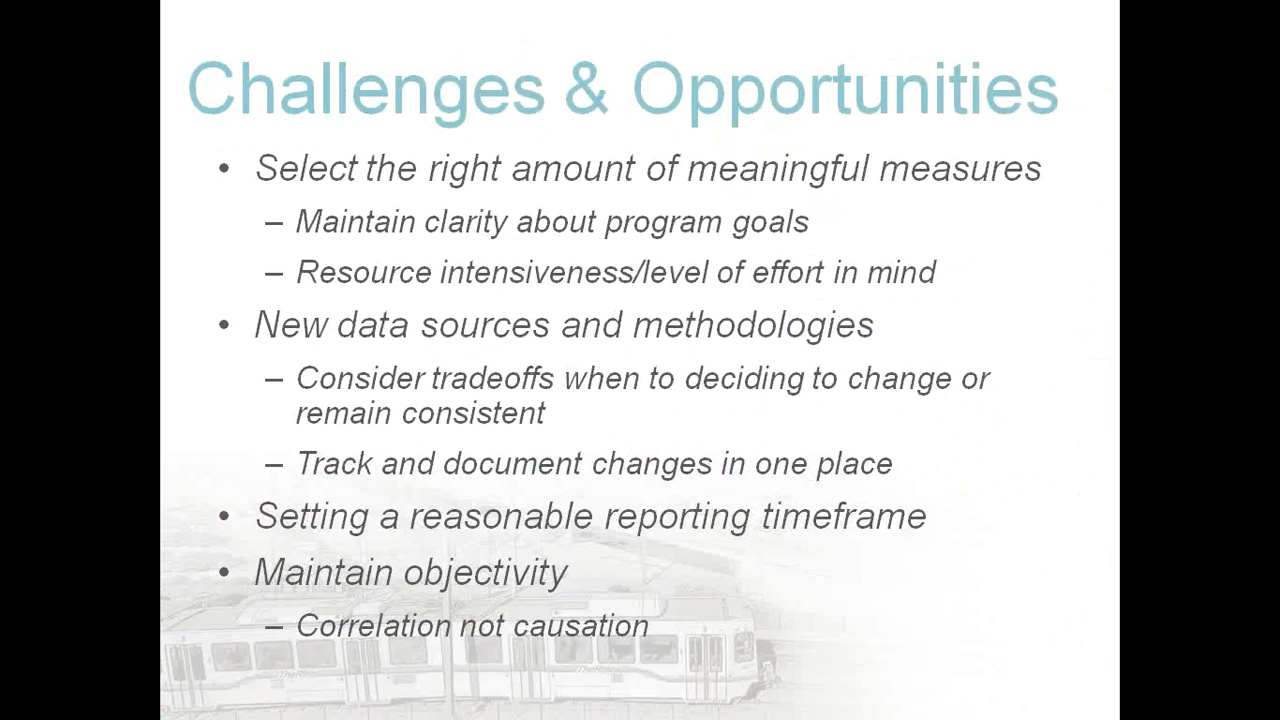 Challenges & Opportunities
• Select the right amount of meaningful measures
– Maintain clarity about program goals
– Resource intensiveness/level of effort in mind
• New data sources and methodologies
– Consider tradeoffs when to deciding to change or
remain consistent
– Track and document changes in one place
• Setting a reasonable reporting timeframe
• Maintain objectivity
– Correlation not causation